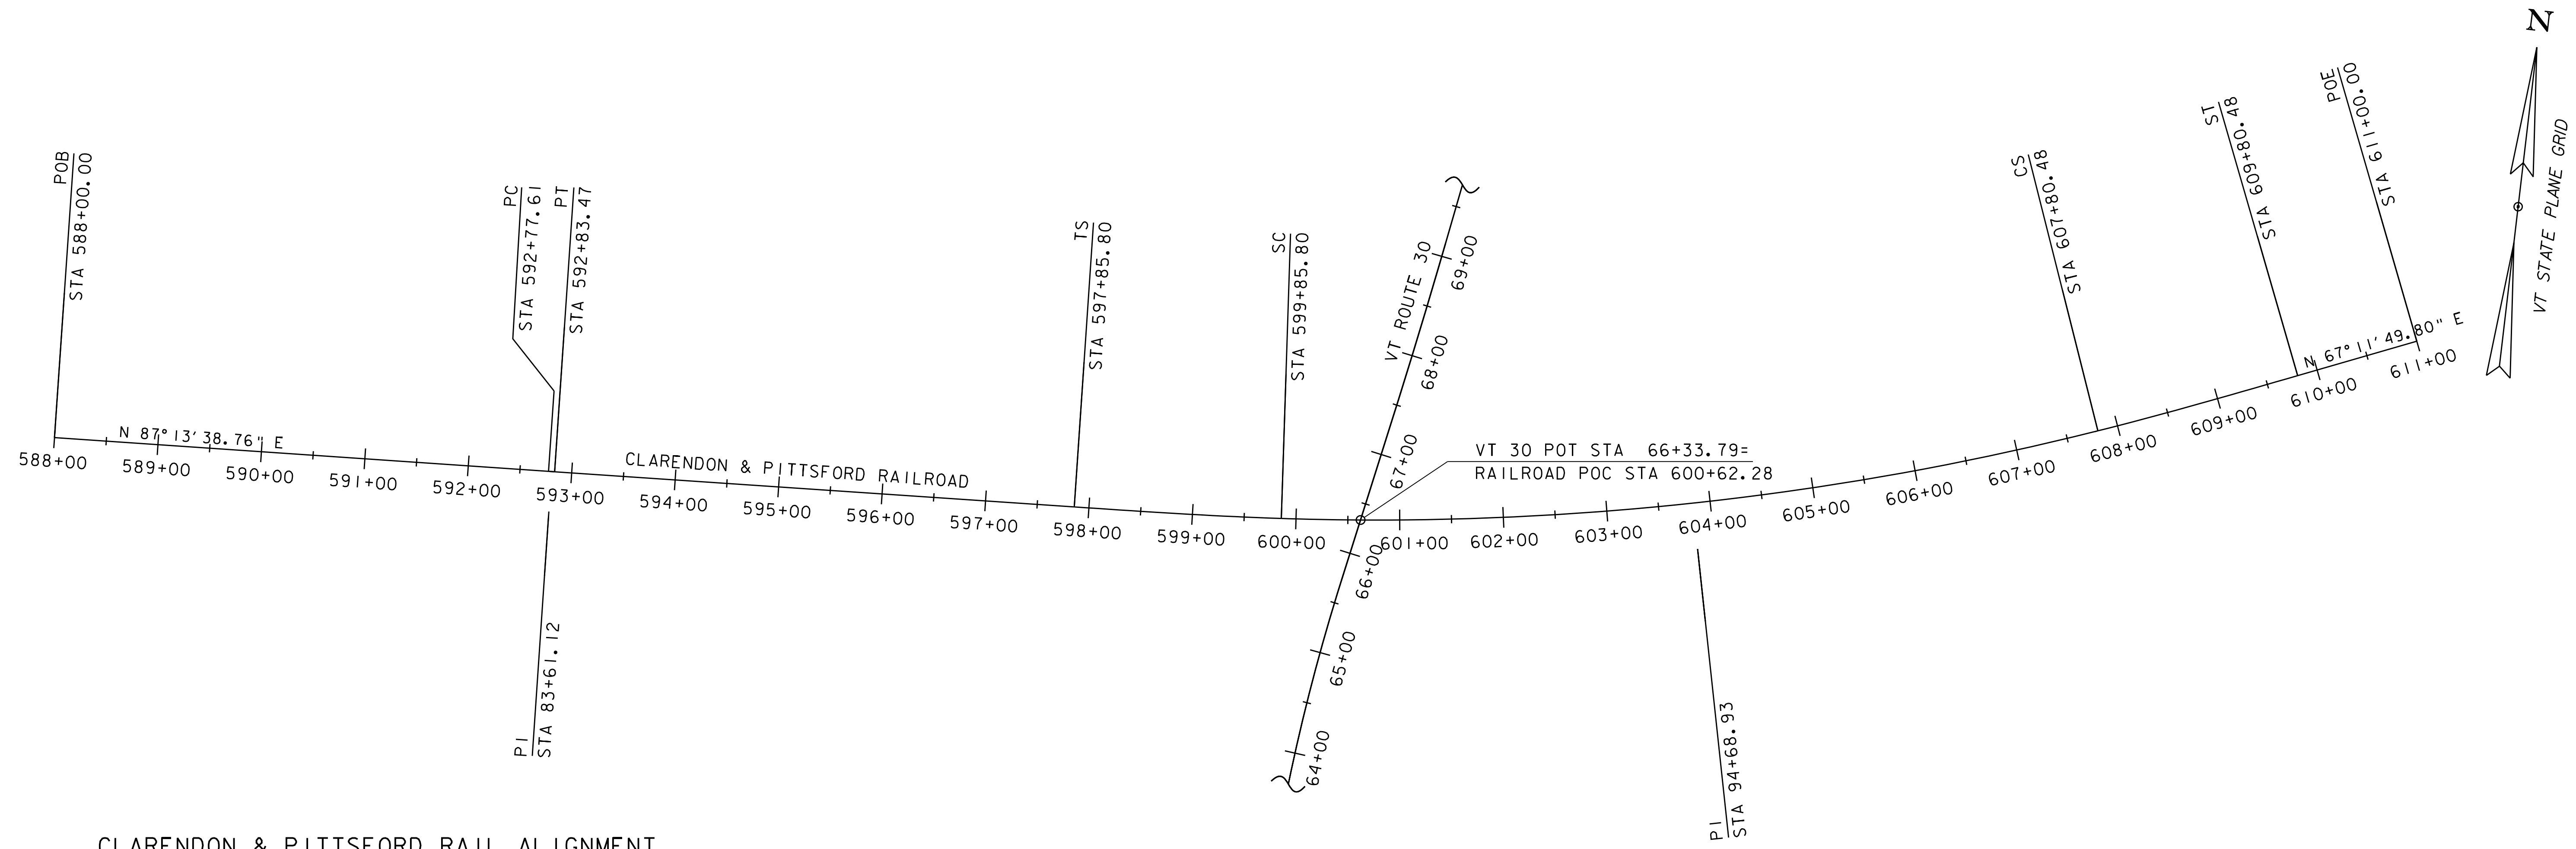 N
VT STATE PLANE GRID
POB
STA 588+00.00
PC
STA 592+77.61
PT
STA 592+83.47
TS
STA 597+85.80
SC
STA 599+85.80
CS
STA 607+80.48
ST
STA 609+80.48
POE
STA 611+00.00
VT ROUTE 30
69+00
68+00
67+00
66+00
65+00
64+00
N 87°13'38.76" E
CLARENDON & PITTSFORD RAILROAD
VT 30 POT STA 66+33.79=
RAILROAD POC STA 600+62.28
N 67°11'49.80" E
588+00
589+00
590+00
591+00
592+00
593+00
594+00
595+00
596+00
597+00
598+00
599+00
600+00
601+00
602+00
603+00
604+00
605+00
606+00
607+00
608+00
609+00
610+00
611+00
PI
STA 83+61.12
PI
STA 94+68.93
CLARENDON & PITTSFORD RAIL ALIGNMENT